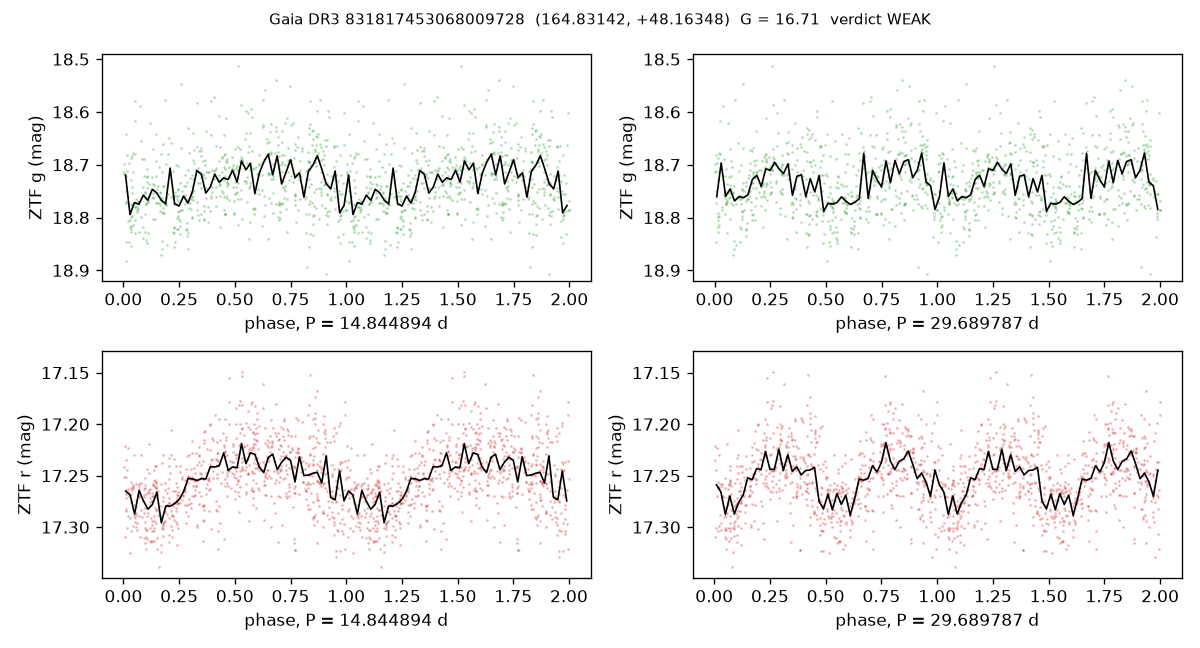 Gaia DR3 831817453068009728 (164.83142, +48.16348) G = 16.71 verdict WEAK
18.5
18.6
18.7
18.8
18.9
ZTF g (mag)
0.00 0.25 0.50 0.75 1.00 1.25 1.50 1.75 2.00
phase, P = 14.844894 d
18.5
18.6
18.7
18.8
18.9
ZTF g (mag)
0.00 0.25 0.50 0.75 1.00 1.25 1.50 1.75 2.00
phase, P = 29.689787 d
17.15
17.20
17.25
17.30
ZTF r (mag)
0.00 0.25 0.50 0.75 1.00 1.25 1.50 1.75 2.00
phase, P = 14.844894 d
17.15
17.20
17.25
17.30
ZTF r (mag)
0.00 0.25 0.50 0.75 1.00 1.25 1.50 1.75 2.00
phase, P = 29.689787 d